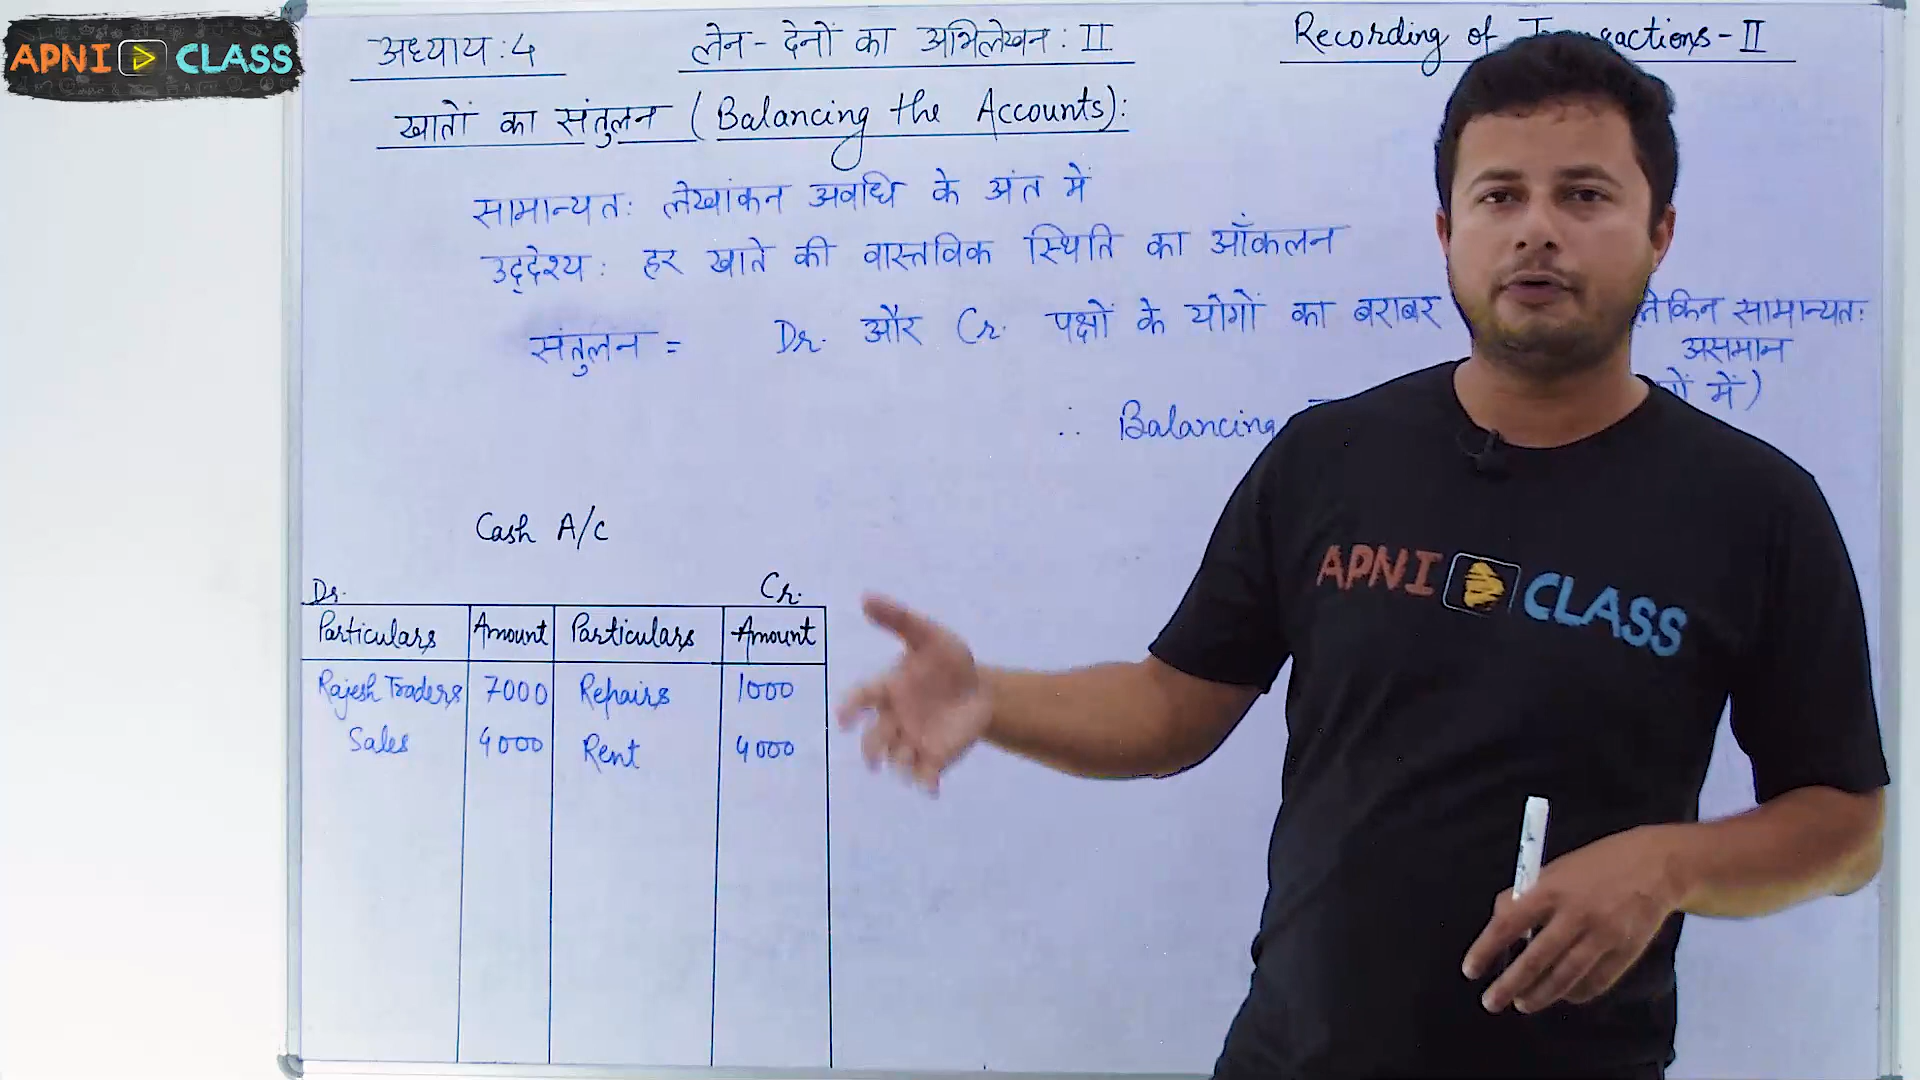 APNI CLASS
अध्याय : 4 लेन-देनों का अभिलेखन : II Recording of Transactions - II
खातों का संतुलन (Balancing the Accounts):
सामान्यतः लेखांकन अवधि के अंत में
उद्देश्य : हर खाते की वास्तविक स्थिति का आँकलन
संतुलन = Dr. और Cr. पक्षों के योगों का बराबर लेकिन सामान्यतः
असमान
में)
∴ Balancing
Cash A/C
Dr. Cr.
Particulars Amount Particulars Amount
Rajesh Traders 7000 Repairs 1000
Sales 4000 Rent 4000
APNI CLASS